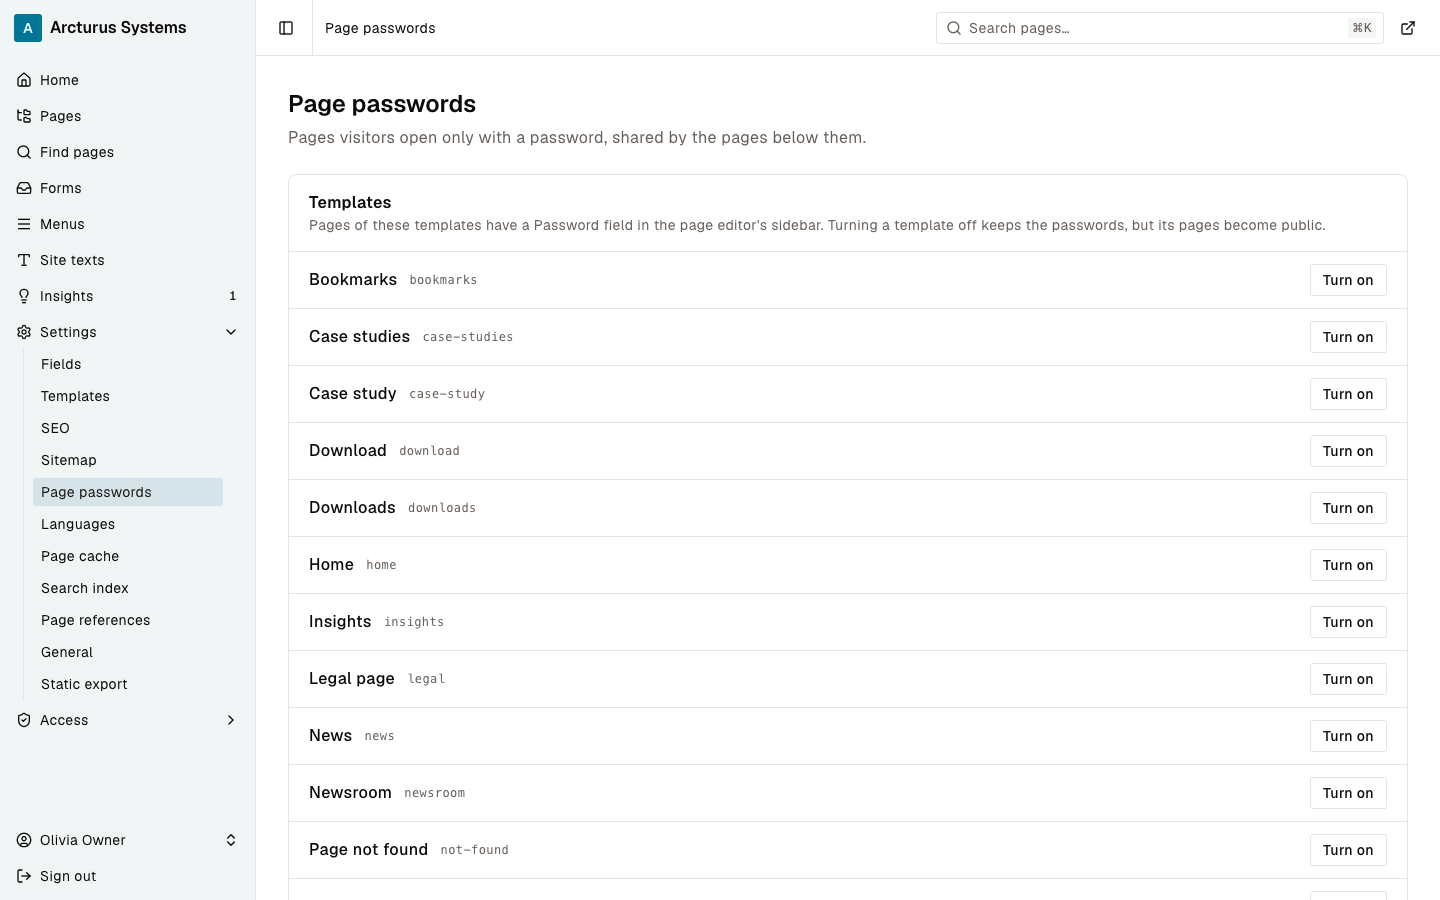 A Arcturus Systems
Home
Pages
Find pages
Forms
Menus
Site texts
Insights 1
Settings
Fields
Templates
SEO
Sitemap
Page passwords
Languages
Page cache
Search index
Page references
General
Static export
Access
Olivia Owner
Sign out
Page passwords
Search pages… ⌘K
Page passwords
Pages visitors open only with a password, shared by the pages below them.
Templates
Pages of these templates have a Password field in the page editor's sidebar. Turning a template off keeps the passwords, but its pages become public.
Bookmarks bookmarks Turn on
Case studies case-studies Turn on
Case study case-study Turn on
Download download Turn on
Downloads downloads Turn on
Home home Turn on
Insights insights Turn on
Legal page legal Turn on
News news Turn on
Newsroom newsroom Turn on
Page not found not-found Turn on